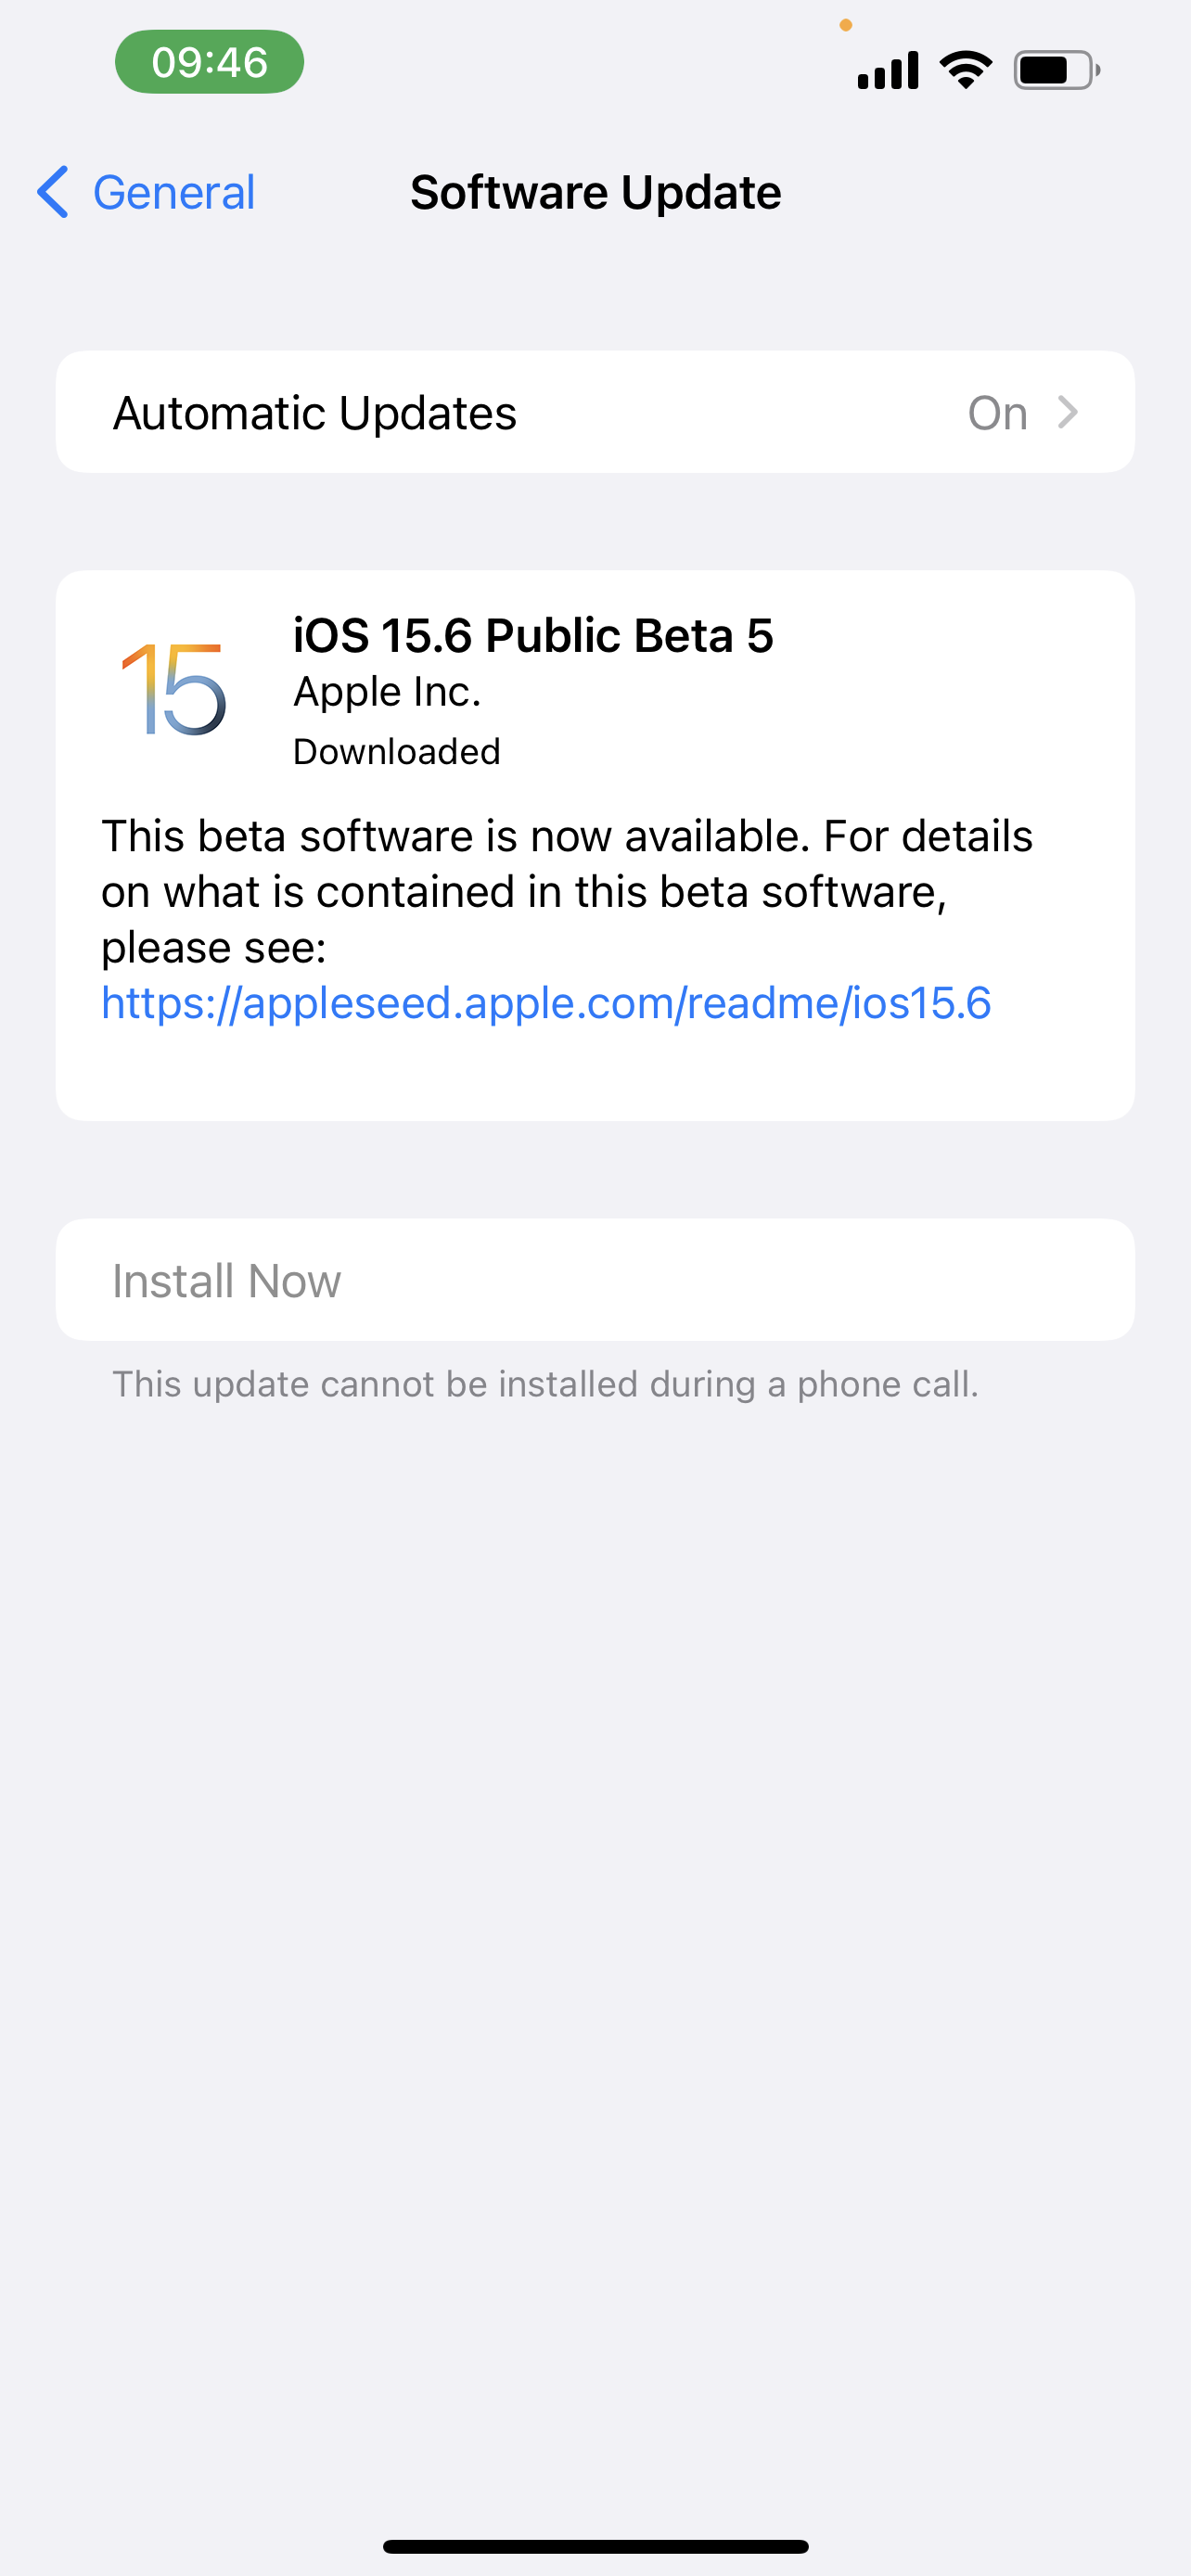 09:46
General
Software Update
Automatic Updates
On
15
iOS 15.6 Public Beta 5
Apple Inc.
Downloaded
This beta software is now available. For details
on what is contained in this beta software,
please see:
https://appleseed.apple.com/readme/ios15.6
Install Now
This update cannot be installed during a phone call.